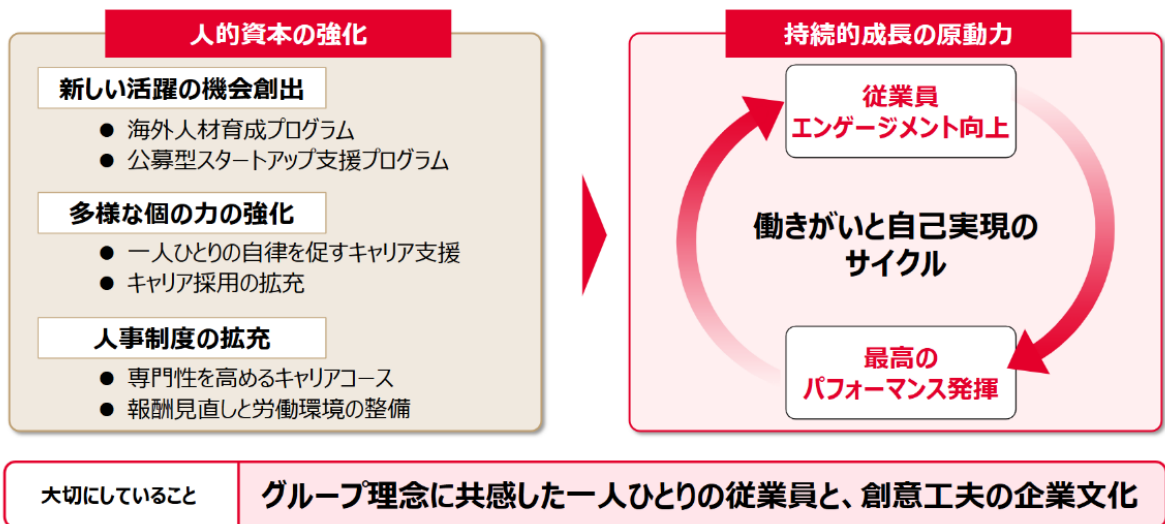 人的資本の強化
新しい活躍の機会創出
● 海外人材育成プログラム
● 公募型スタートアップ支援プログラム
多様な個の力の強化
● 一人ひとりの自律を促すキャリア支援
● キャリア採用の拡充
人事制度の拡充
● 専門性を高めるキャリアコース
● 報酬見直しと労働環境の整備
持続的成長の原動力
従業員
エンゲージメント向上
働きがいと自己実現の
サイクル
最高の
パフォーマンス発揮
大切にしていること
グループ理念に共感した一人ひとりの従業員と、創意工夫の企業文化